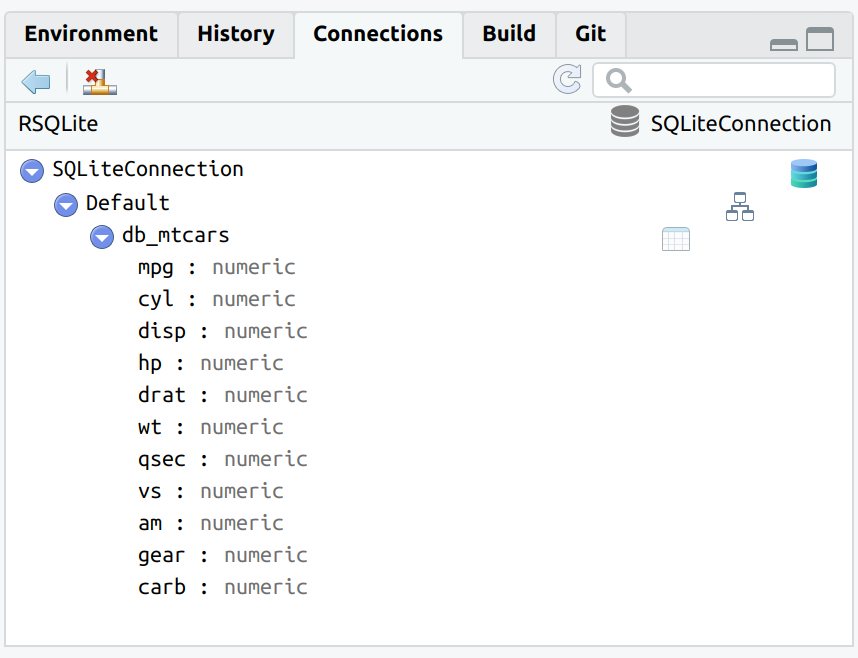 Environment History Connections Build Git
RSQLite SQLiteConnection
SQLiteConnection
Default
db_mtcars
mpg : numeric
cyl : numeric
disp : numeric
hp : numeric
drat : numeric
wt : numeric
qsec : numeric
vs : numeric
am : numeric
gear : numeric
carb : numeric